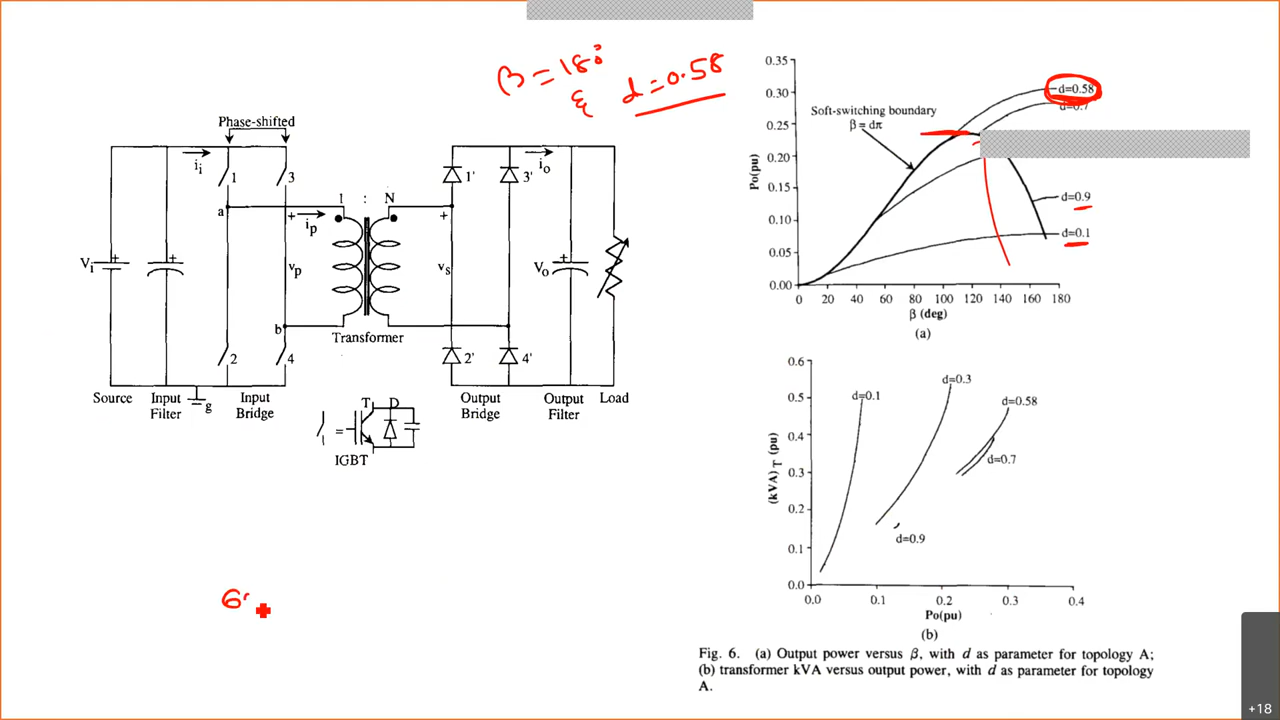 β = 180°
& d = 0.58
Phase-shifted
i_i
1
3
a
i_p
+
v_p
b
2
4
V_i
+
+
1 : N
+
v_s
Transformer
1'
3'
i_o
2'
4'
V_o
+
Source
Input
Filter
g
Input
Bridge
Output
Bridge
Output
Filter
Load
=
T
D
IGBT
6
Po(pu)
0.35
0.30
0.25
0.20
0.15
0.10
0.05
0.00
Soft-switching boundary
β = dπ
d=0.58
d=0.7
d=0.9
d=0.1
0 20 40 60 80 100 120 140 160 180
β (deg)
(a)
(kVA)T (pu)
0.6
0.5
0.4
0.3
0.2
0.1
0.0
d=0.1
d=0.3
d=0.58
d=0.7
d=0.9
0.0 0.1 0.2 0.3 0.4
Po(pu)
(b)
Fig. 6. (a) Output power versus β, with d as parameter for topology A;
(b) transformer kVA versus output power, with d as parameter for topology
A.
+18